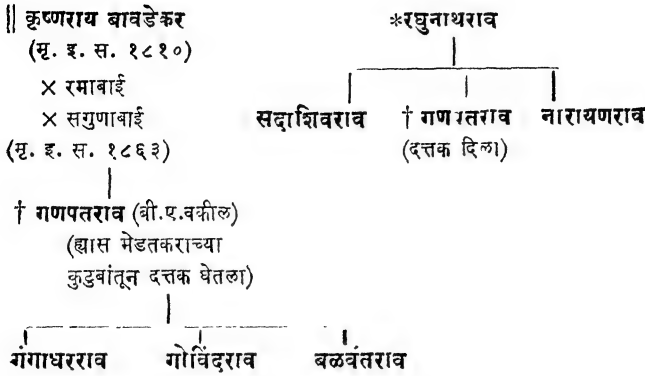 || कृष्णराय बावडेकर
(मृ. इ. स. १८१०)
× रमाबाई
× सगुणाबाई
(मृ. इ. स. १८६३)
† गणपतराव (बी.ए.वकील)
(ह्यास मेडतकराच्या
कुटुबांतून दत्तक घेतला)
गंगाधरराव गोविंदराव बळवंतराव
*रघुनाथराव
सदाशिवराव † गणपतराव नारायणराव
(दत्तक दिला)